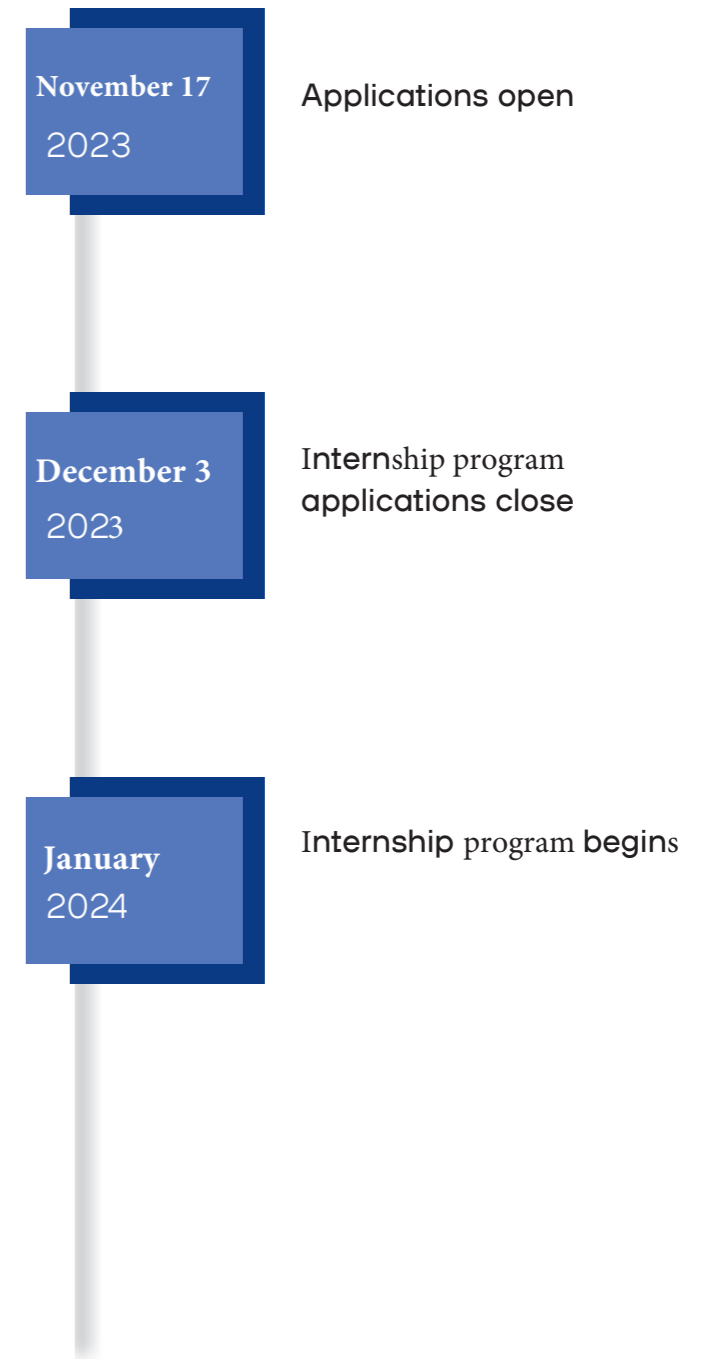 November 17
2023
Applications open
December 3
2023
Internship program
applications close
January
2024
Internship program begins